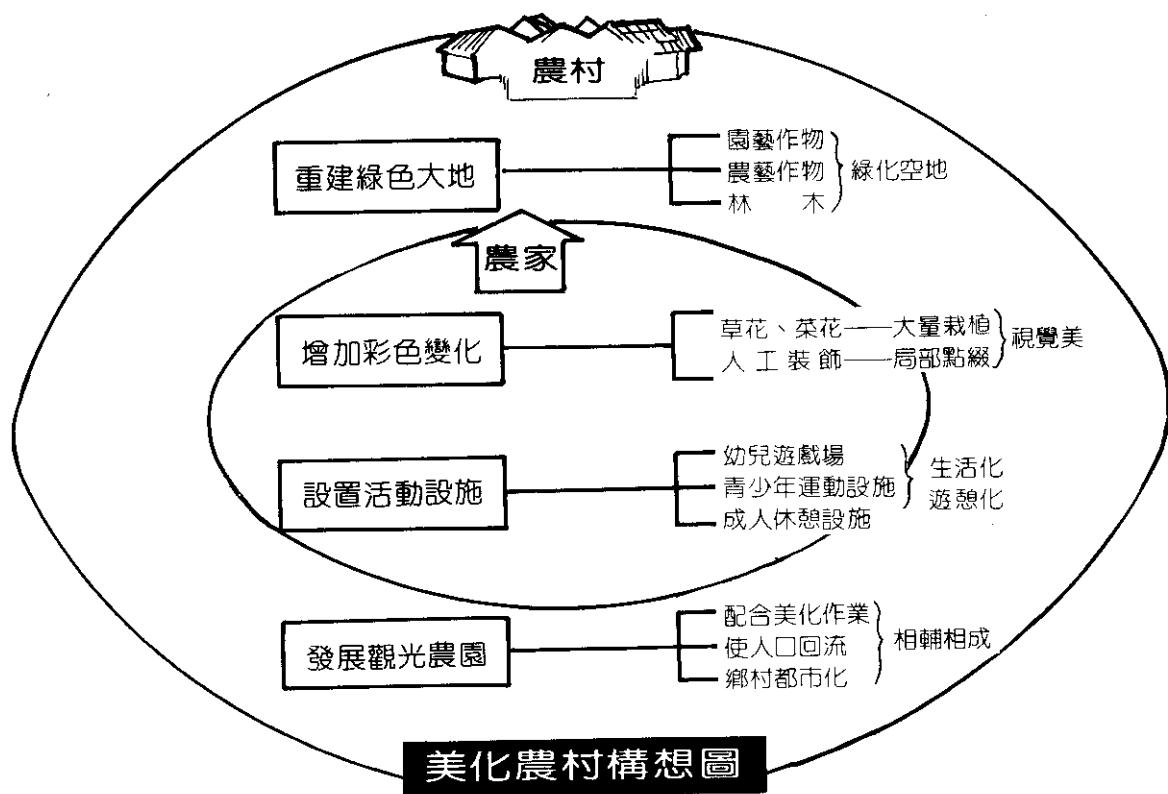 農村
重建綠色大地
園藝作物
農藝作物
林木
綠化空地
農家
增加彩色變化
草花、菜花——大量栽植
人工裝飾——局部點綴
視覺美
設置活動設施
幼兒遊戲場
青少年運動設施
成人休憩設施
生活化
遊憩化
發展觀光農園
配合美化作業
使人口回流
鄉村都市化
相輔相成
美化農村構想圖